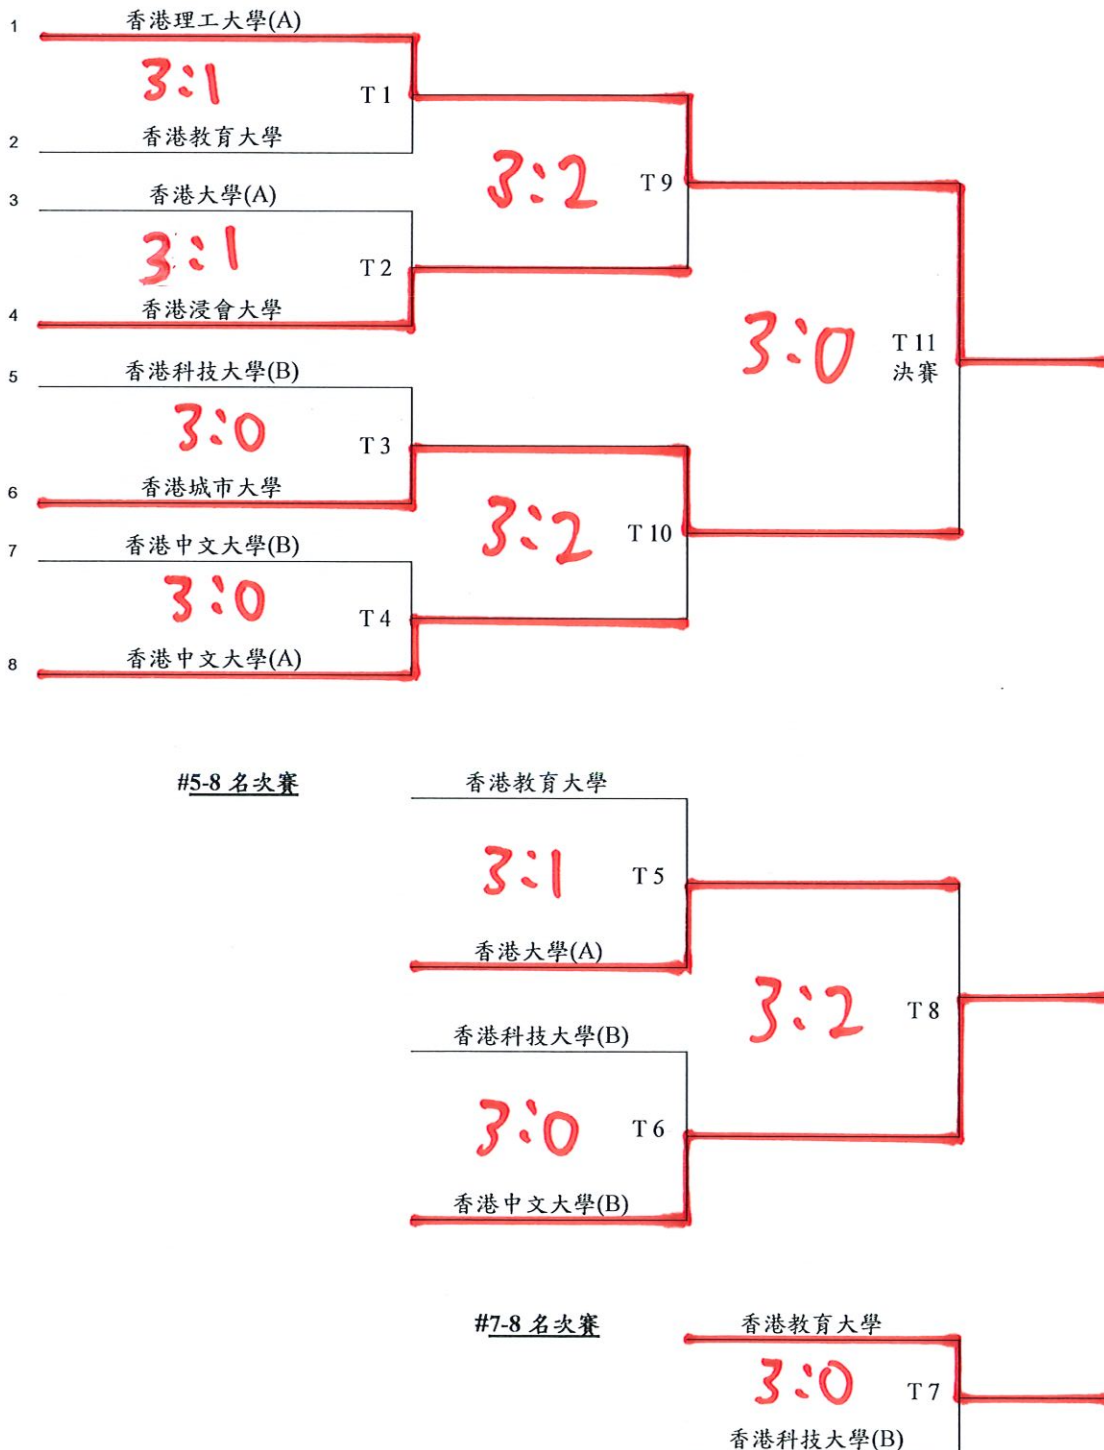 1 香港理工大學(A)
3:1 T 1
2 香港教育大學
3:2 T 9
3 香港大學(A)
3:1 T 2
4 香港浸會大學
3:0 T 11
決賽
5 香港科技大學(B)
3:0 T 3
6 香港城市大學
3:2 T 10
7 香港中文大學(B)
3:0 T 4
8 香港中文大學(A)
#5-8 名次賽
香港教育大學
3:1 T 5
香港大學(A)
3:2 T 8
香港科技大學(B)
3:0 T 6
香港中文大學(B)
#7-8 名次賽
香港教育大學
3:0 T 7
香港科技大學(B)